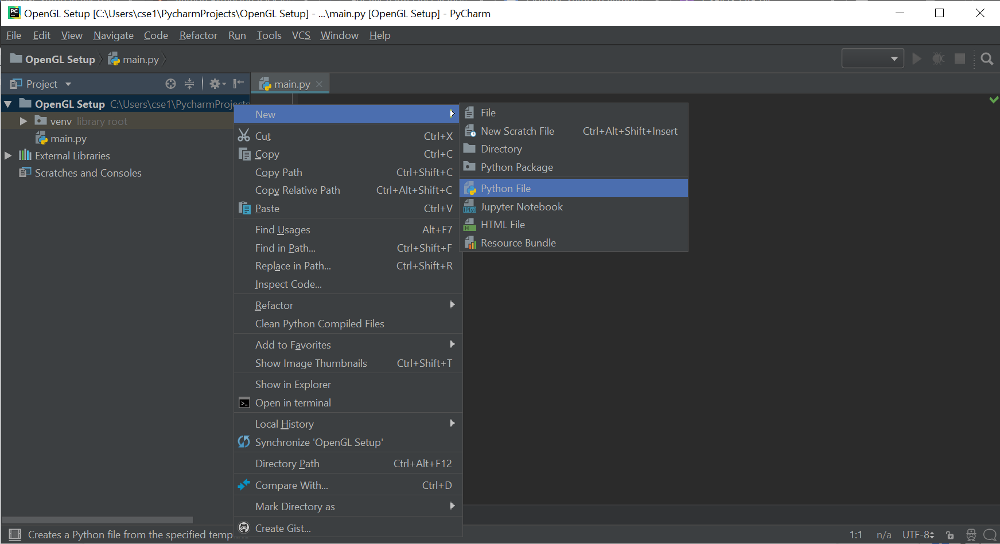 PC OpenGL Setup [C:\Users\cse1\PycharmProjects\OpenGL Setup] - ...\main.py [OpenGL Setup] - PyCharm
File Edit View Navigate Code Refactor Run Tools VCS Window Help
OpenGL Setup main.py
Project
main.py
OpenGL Setup C:\Users\cse1\PycharmProjects
venv library root
main.py
External Libraries
Scratches and Consoles
New
Cut Ctrl+X
Copy Ctrl+C
Copy Path Ctrl+Shift+C
Copy Relative Path Ctrl+Alt+Shift+C
Paste Ctrl+V
Find Usages Alt+F7
Find in Path... Ctrl+Shift+F
Replace in Path... Ctrl+Shift+R
Inspect Code...
Refactor
Clean Python Compiled Files
Add to Favorites
Show Image Thumbnails Ctrl+Shift+T
Show in Explorer
Open in terminal
Local History
Synchronize 'OpenGL Setup'
Directory Path Ctrl+Alt+F12
Compare With... Ctrl+D
Mark Directory as
Create Gist...
File
New Scratch File Ctrl+Alt+Shift+Insert
Directory
Python Package
Python File
Jupyter Notebook
HTML File
Resource Bundle
Creates a Python file from the specified
1:1 n/a UTF-8